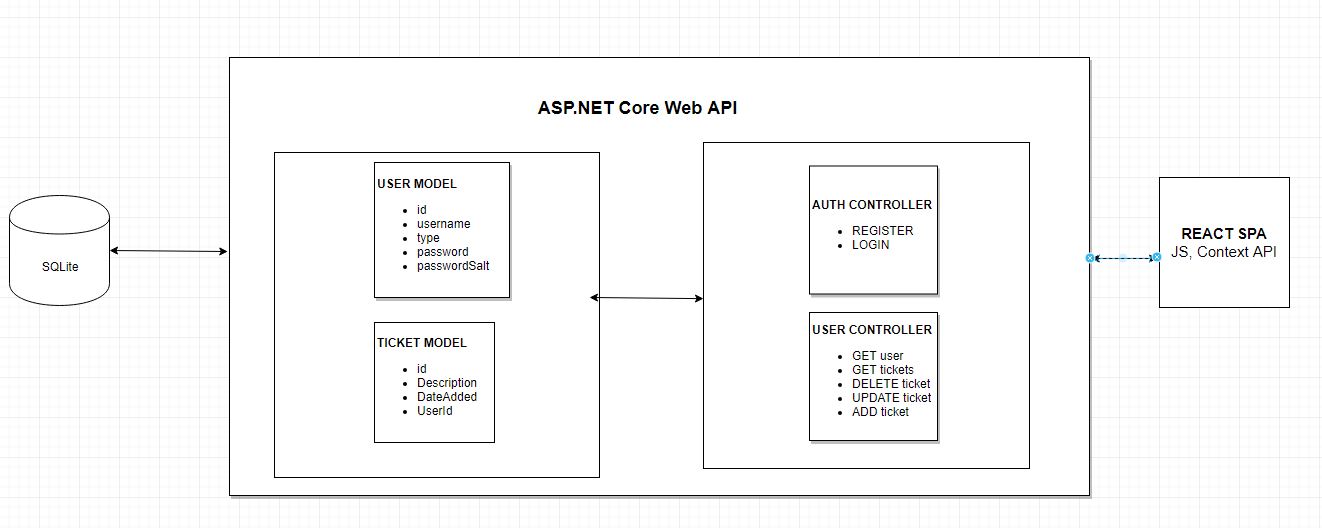 ASP.NET Core Web API
SQLite
USER MODEL
id
username
type
password
passwordSalt
TICKET MODEL
id
Description
DateAdded
UserId
AUTH CONTROLLER
REGISTER
LOGIN
USER CONTROLLER
GET user
GET tickets
DELETE ticket
UPDATE ticket
ADD ticket
REACT SPA
JS, Context API